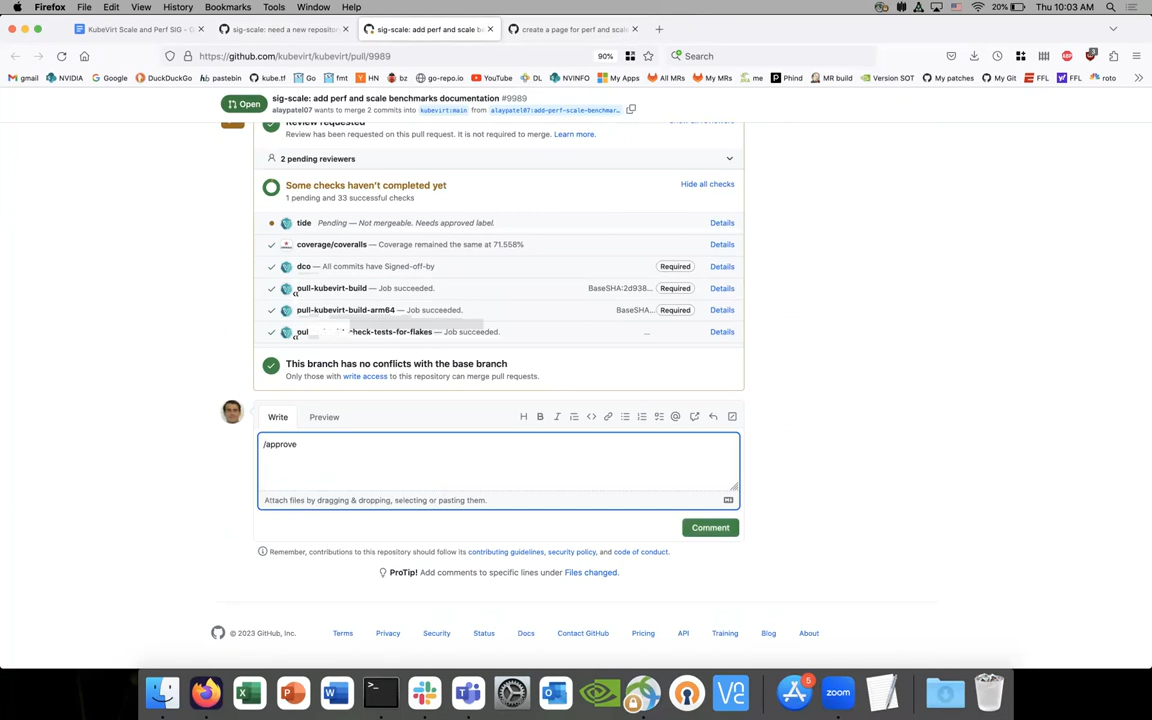 Firefox File Edit View History Bookmarks Tools Window Help 20% Thu 10:03 AM
KubeVirt Scale and Perf SIG - G sig-scale: need a new repositor sig-scale: add perf and scale b create a page for perf and scale
https://github.com/kubevirt/kubevirt/pull/9989 90% Search
gmail NVIDIA Google DuckDuckGo pastebin kube.tf Go fmt HN bz go-repo.io YouTube DL NVINFO My Apps All MRs My MRs me Phind MR build Version SOT My patches My Git FFL FFL roto
Open sig-scale: add perf and scale benchmarks documentation #9989
alaypatel07 wants to merge 2 commits into kubevirt:main from alaypatel07:add-perf-scale-benchmar...
Review requested Show all reviewers
Review has been requested on this pull request. It is not required to merge. Learn more.
2 pending reviewers
Some checks haven't completed yet Hide all checks
1 pending and 33 successful checks
tide Pending — Not mergeable. Needs approved label. Details
coverage/coveralls — Coverage remained the same at 71.558% Details
dco — All commits have Signed-off-by Required Details
pull-kubevirt-build — Job succeeded. BaseSHA:2d938... Required Details
pull-kubevirt-build-arm64 — Job succeeded. BaseSHA... Required Details
check-tests-for-flakes — Job succeeded. ... Details
This branch has no conflicts with the base branch
Only those with write access to this repository can merge pull requests.
Write Preview H B I
/approve
Attach files by dragging & dropping, selecting or pasting them.
Comment
Remember, contributions to this repository should follow its contributing guidelines, security policy, and code of conduct.
ProTip! Add comments to specific lines under Files changed.
© 2023 GitHub, Inc. Terms Privacy Security Status Docs Contact GitHub Pricing API Training Blog About
5
zoom